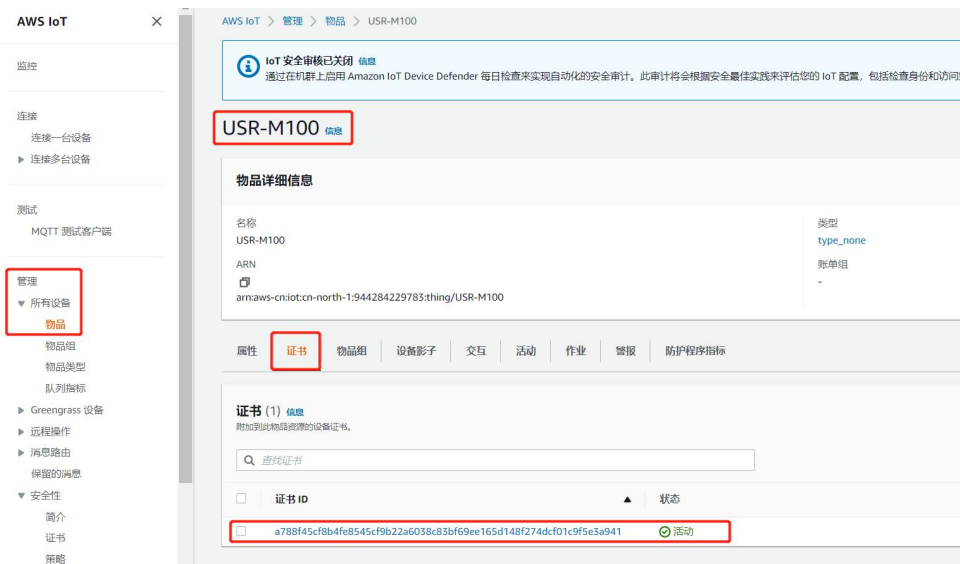 AWS IoT
监控
连接
连接一台设备
连接多台设备
测试
MQTT 测试客户端
管理
所有设备
物品
物品组
物品类型
队列指标
Greengrass 设备
远程操作
消息路由
保留的消息
安全性
简介
证书
策略
AWS IoT > 管理 > 物品 > USR-M100
IoT 安全审核已关闭 信息
通过在机群上启用 Amazon IoT Device Defender 每日检查来实现自动化的安全审计。此审计将会根据安全最佳实践来评估您的 IoT 配置,包括检查身份和访问
USR-M100 信息
物品详细信息
名称
USR-M100
ARN
arn:aws-cn:iot:cn-north-1:944284229783:thing/USR-M100
类型
type_none
账单组
-
属性 证书 物品组 设备影子 交互 活动 作业 警报 防护程序指标
证书 (1) 信息
附加到此物品资源的设备证书。
查找证书
证书 ID 状态
a788f45cf8b4fe8545cf9b22a6038c83bf69ee165d148f274dcf01c9f5e3a941 活动